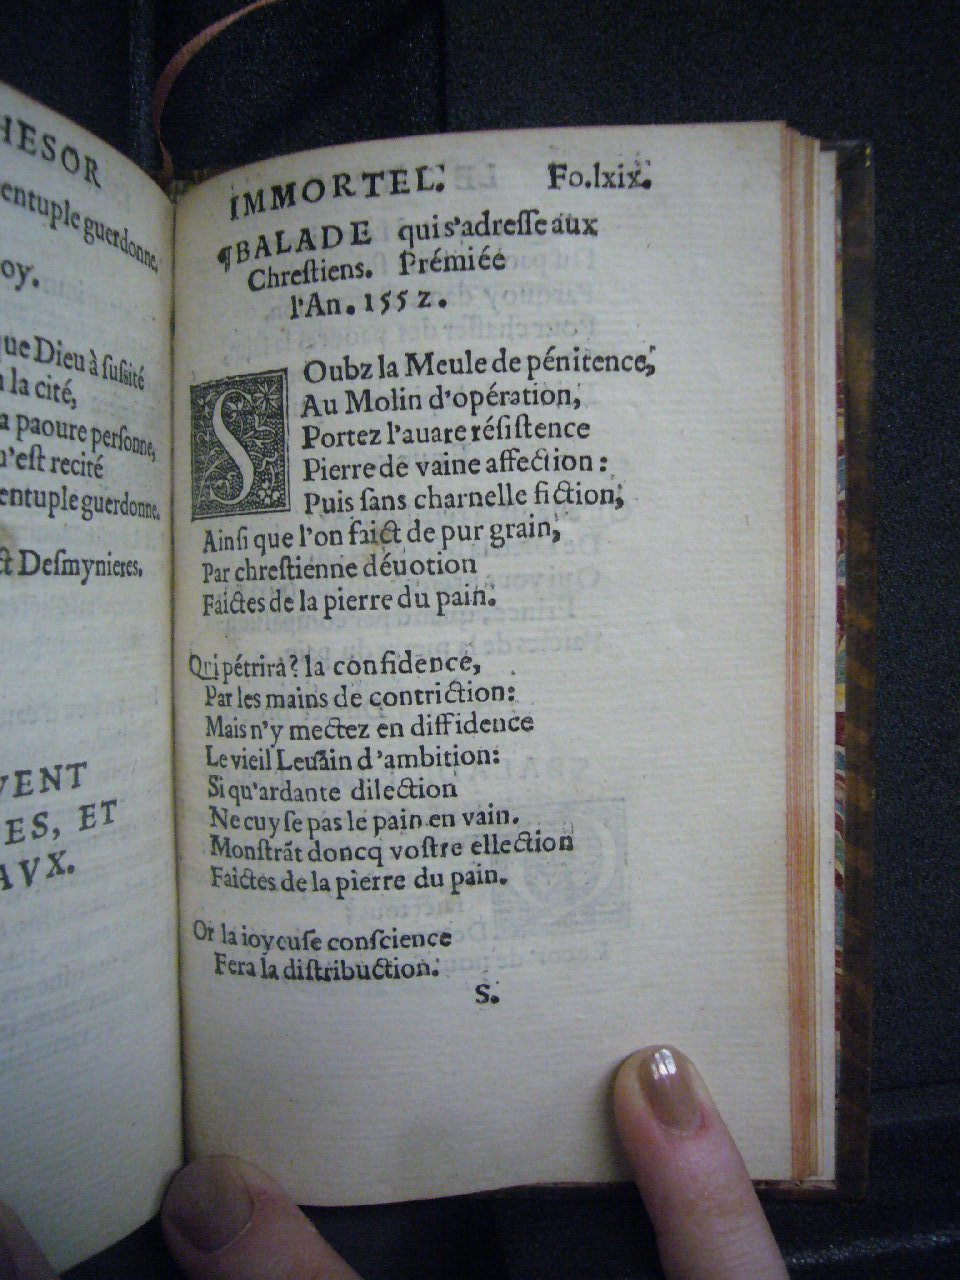 HESOR
entuple guerdonne.
oy.
que Dieu à suſité
la cité,
a paoure perſonne,
u'eſt recité
entuple guerdonne.
ct Deſmynieres.
VENT
ES, ET
AVX.
IMMORTEL. Fo.lxix.
¶BALADE qui s'adreſſe aux
Chreſtiens. Prémiée
l'An. 1552.
SOubz la Meule de pénitence,
Au Molin d'opération,
Portez l'auare réſiſtence
Pierre de vaine affection:
Puis ſans charnelle fiction,
Ainſi que l'on faict de pur grain,
Par chreſtienne déuotion
Faictes de la pierre du pain.
Qui pétrira? la confidence,
Par les mains de contriction:
Mais n'y mectez en diffidence
Le vieil Leuain d'ambition:
Si qu'ardante dilection
Ne cuyſe pas le pain en vain.
Monſtrāt doncq voſtre ellection
Faictes de la pierre du pain.
Or la ioyeuſe conſcience
Fera la diſtribuction.
S.